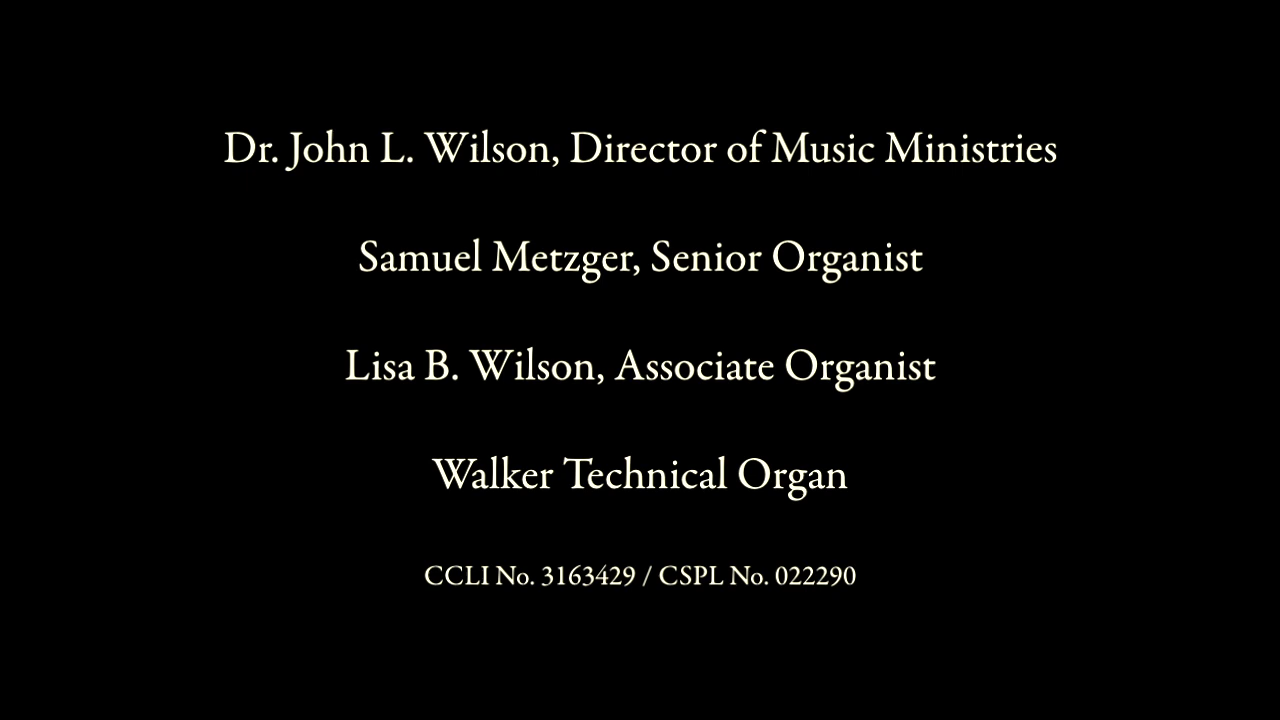 Dr. John L. Wilson, Director of Music Ministries
Samuel Metzger, Senior Organist
Lisa B. Wilson, Associate Organist
Walker Technical Organ
CCLI No. 3163429 / CSPL No. 022290